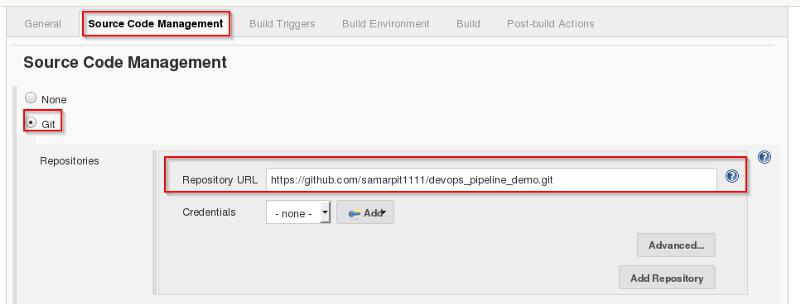 General Source Code Management Build Triggers Build Environment Build Post-build Actions
Source Code Management
None
Git
Repositories
Repository URL https://github.com/samarpit1111/devops_pipeline_demo.git ?
?
Credentials - none - Add
Advanced...
Add Repository